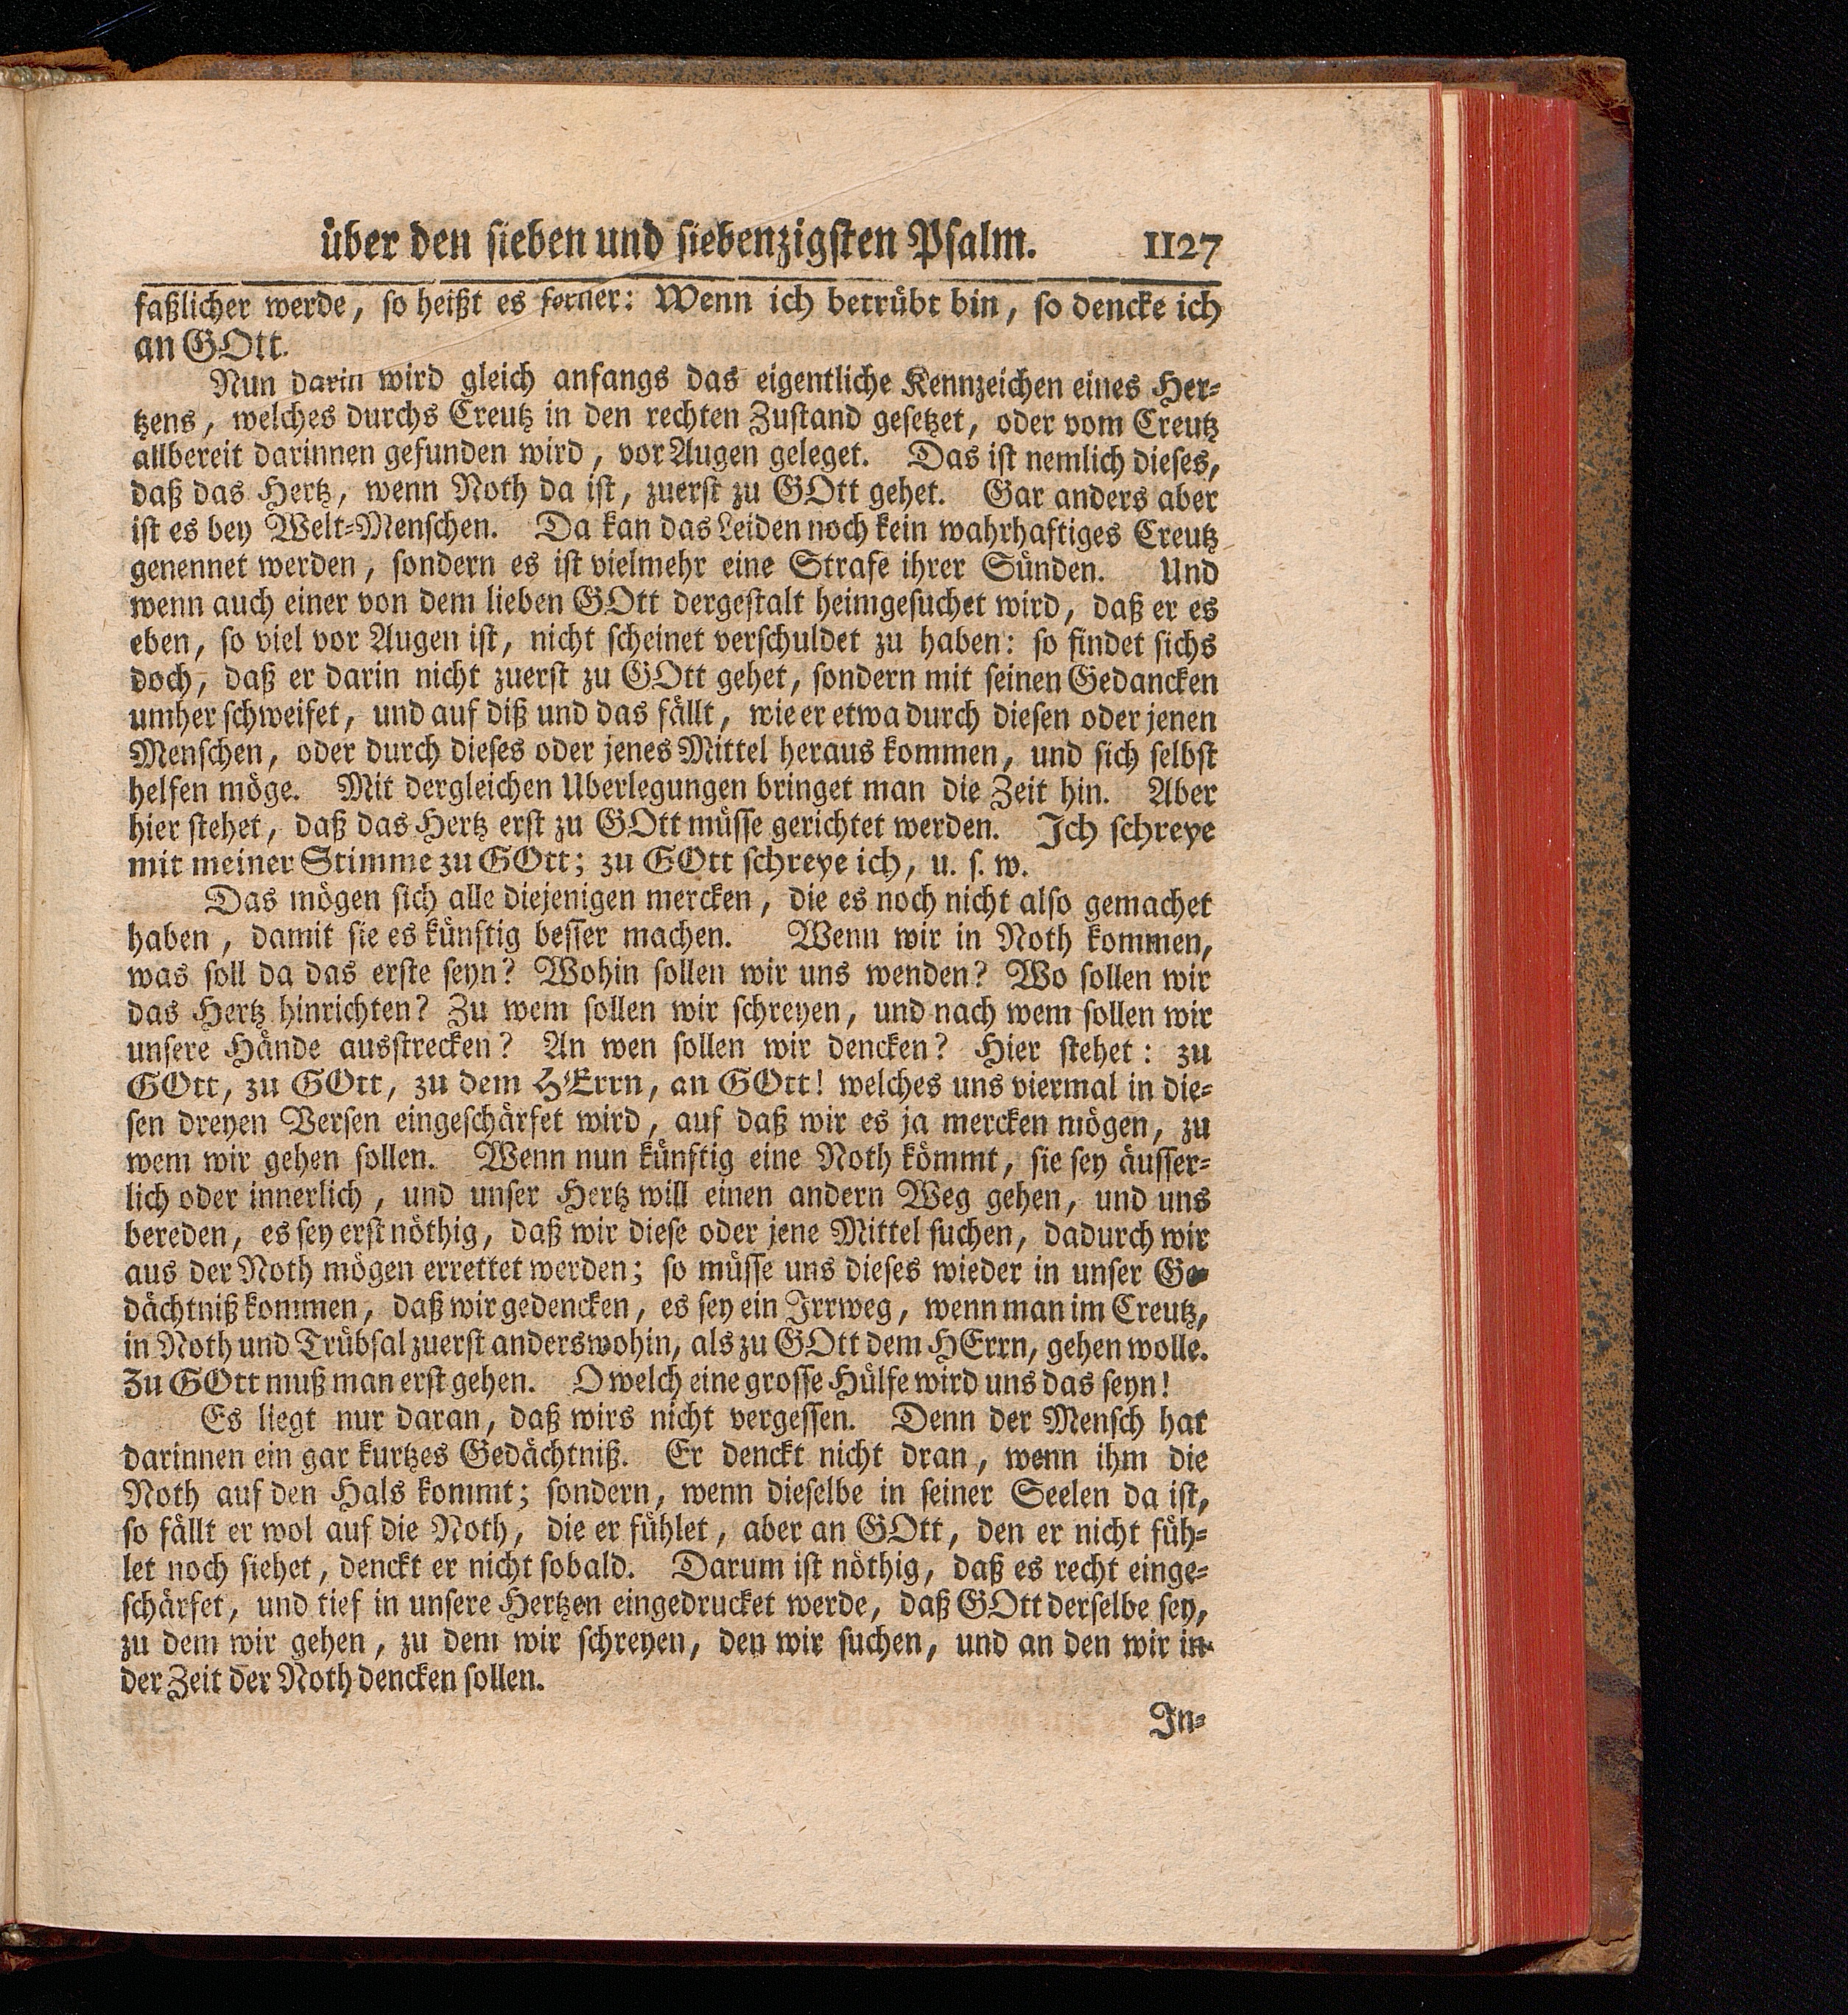 über den sieben und siebenzigsten Psalm. 1127
faßlicher werde, so heißt es ferner: Wenn ich betrübt bin, so dencke ich
an GOtt.
Nun darin wird gleich anfangs das eigentliche Kennzeichen eines Her-
tzens, welches durchs Creutz in den rechten Zustand gesetzet, oder vom Creutz
allbereit darinnen gefunden wird, vor Augen geleget. Das ist nemlich dieses,
daß das Hertz, wenn Noth da ist, zuerst zu GOtt gehet. Gar anders aber
ist es bey Welt-Menschen. Da kan das Leiden noch kein wahrhaftiges Creutz
genennet werden, sondern es ist vielmehr eine Strafe ihrer Sünden. Und
wenn auch einer von dem lieben GOtt dergestalt heimgesuchet wird, daß er es
eben, so viel vor Augen ist, nicht scheinet verschuldet zu haben: so findet sichs
doch, daß er darin nicht zuerst zu GOtt gehet, sondern mit seinen Gedancken
umher schweifet, und auf diß und das fällt, wie er etwa durch diesen oder jenen
Menschen, oder durch dieses oder jenes Mittel heraus kommen, und sich selbst
helfen möge. Mit dergleichen Uberlegungen bringet man die Zeit hin. Aber
hier stehet, daß das Hertz erst zu GOtt müsse gerichtet werden. Ich schreye
mit meiner Stimme zu GOtt; zu GOtt schreye ich, u. s. w.
Das mögen sich alle diejenigen mercken, die es noch nicht also gemachet
haben, damit sie es künftig besser machen. Wenn wir in Noth kommen,
was soll da das erste seyn? Wohin sollen wir uns wenden? Wo sollen wir
das Hertz hinrichten? Zu wem sollen wir schreyen, und nach wem sollen wir
unsere Hände ausstrecken? An wen sollen wir dencken? Hier stehet: zu
GOtt, zu GOtt, zu dem HErrn, an GOtt! welches uns viermal in die-
sen dreyen Versen eingeschärfet wird, auf daß wir es ja mercken mögen, zu
wem wir gehen sollen. Wenn nun künftig eine Noth kömmt, sie sey äusser-
lich oder innerlich, und unser Hertz will einen andern Weg gehen, und uns
bereden, es sey erst nöthig, daß wir diese oder jene Mittel suchen, dadurch wir
aus der Noth mögen errettet werden; so müsse uns dieses wieder in unser Ge-
dächtniß kommen, daß wir gedencken, es sey ein Irrweg, wenn man im Creutz,
in Noth und Trübsal zuerst anderswohin, als zu GOtt dem HErrn, gehen wolle.
Zu GOtt muß man erst gehen. O welch eine grosse Hülfe wird uns das seyn!
Es liegt nur daran, daß wirs nicht vergessen. Denn der Mensch hat
darinnen ein gar kurtzes Gedächtniß. Er denckt nicht dran, wenn ihm die
Noth auf den Hals kommt; sondern, wenn dieselbe in seiner Seelen da ist,
so fällt er wol auf die Noth, die er fühlet, aber an GOtt, den er nicht füh-
let noch siehet, denckt er nicht sobald. Darum ist nöthig, daß es recht einge-
schärfet, und tief in unsere Hertzen eingedrucket werde, daß GOtt derselbe sey,
zu dem wir gehen, zu dem wir schreyen, den wir suchen, und an den wir in
der Zeit der Noth dencken sollen.
In-